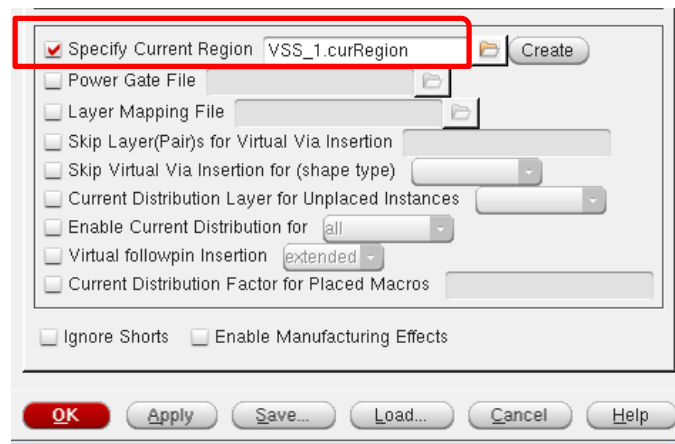 Specify Current Region VSS_1.curRegion Create
Power Gate File
Layer Mapping File
Skip Layer(Pair)s for Virtual Via Insertion
Skip Virtual Via Insertion for (shape type)
Current Distribution Layer for Unplaced Instances
Enable Current Distribution for all
Virtual followpin Insertion extended
Current Distribution Factor for Placed Macros
Ignore Shorts Enable Manufacturing Effects
OK Apply Save... Load... Cancel Help